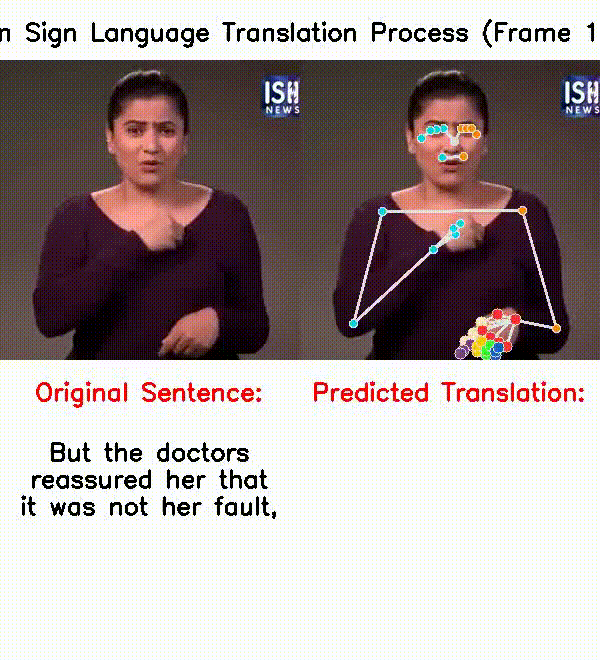 n Sign Language Translation Process (Frame 1
ISH
NEWS
ISH
NEWS
Original Sentence:
Predicted Translation:
But the doctors
reassured her that
it was not her fault,